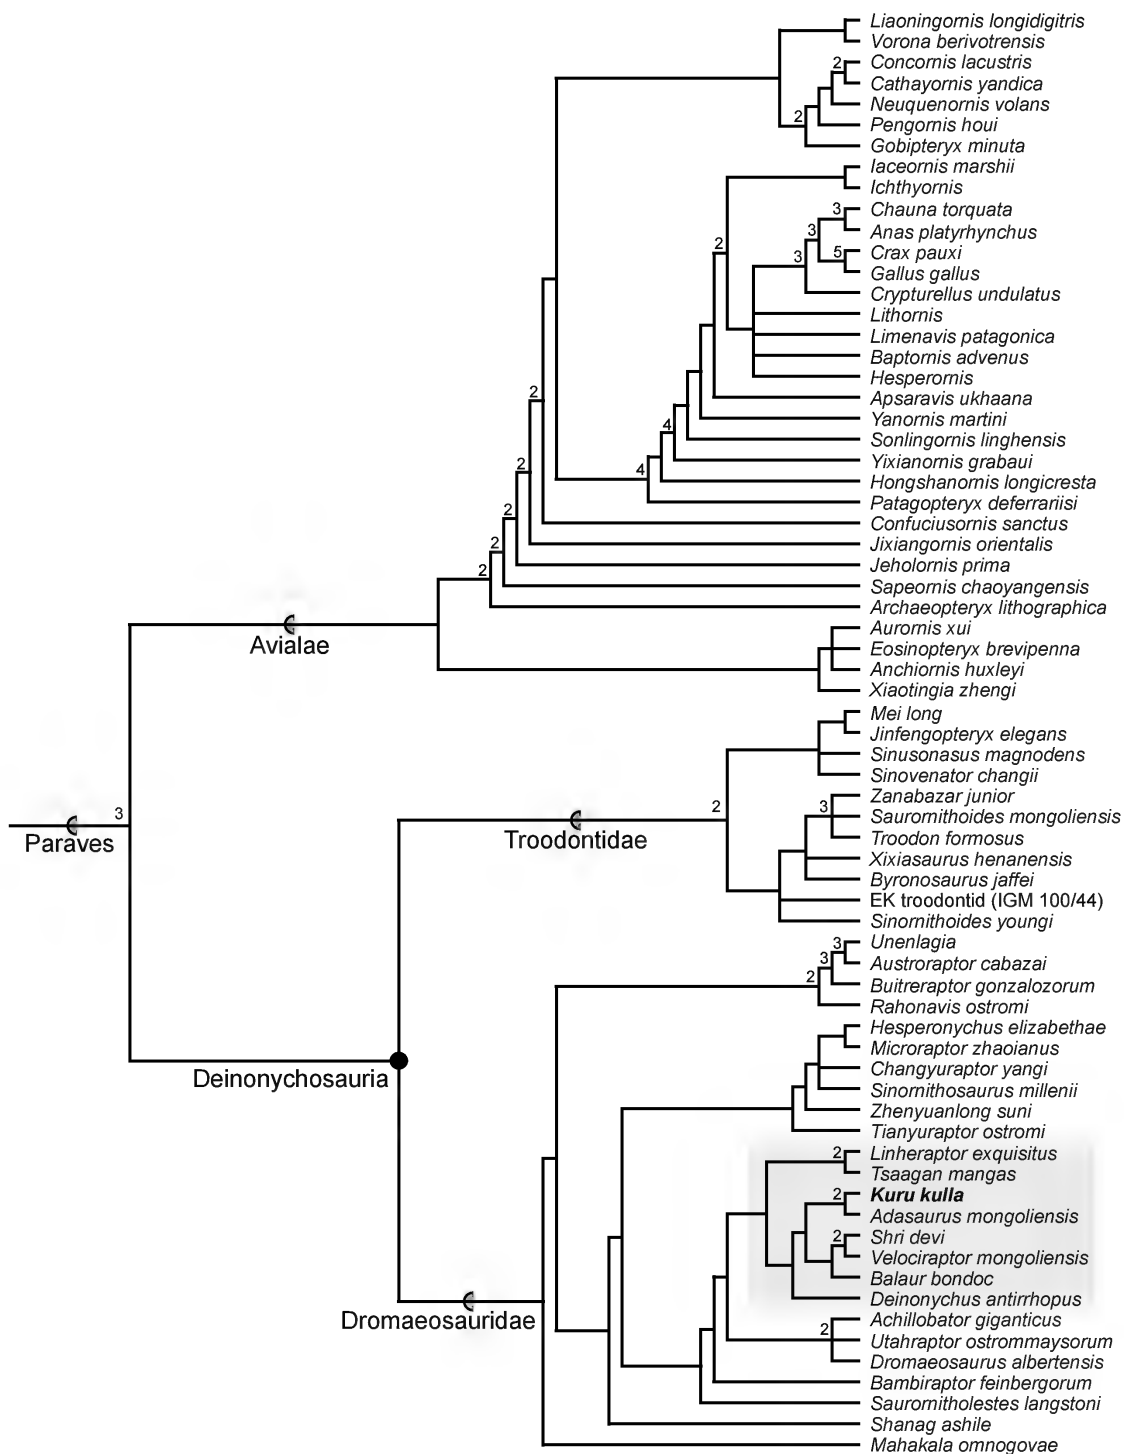 Liaoningornis longidigitris
Vorona berivotrensis
2 Concornis lacustris
Cathayornis yandica
Neuquenornis volans
2 Pengornis houi
Gobipteryx minuta
Iaceornis marshii
Ichthyornis
3 Chauna torquata
3 Anas platyrhynchus
2 3 5 Crax pauxi
Gallus gallus
Crypturellus undulatus
Lithornis
Limenavis patagonica
Baptornis advenus
Hesperornis
2 Apsaravis ukhaana
Yanornis martini
4 Sonlingornis linghensis
Yixianornis grabaui
2 4 Hongshanornis longicresta
Patagopteryx deferrariisi
2 Confuciusornis sanctus
2 Jixiangornis orientalis
Jeholornis prima
2 Sapeornis chaoyangensis
Archaeopteryx lithographica
Aurornis xui
Avialae
Eosinopteryx brevipenna
Anchiornis huxleyi
Xiaotingia zhengi
Mei long
Jinfengopteryx elegans
Sinusonasus magnodens
Sinovenator changii
Zanabazar junior
3 2 3 Saurornithoides mongoliensis
Paraves
Troodontidae
Troodon formosus
Xixiasaurus henanensis
Byronosaurus jaffei
EK troodontid (IGM 100/44)
Sinornithoides youngi
3 Unenlagia
3 Austroraptor cabazai
2 Buitreraptor gonzalozorum
Rahonavis ostromi
Hesperonychus elizabethae
Microraptor zhaoianus
Changyuraptor yangi
Deinonychosauria
Sinornithosaurus millenii
Zhenyuanlong suni
Tianyuraptor ostromi
2 Linheraptor exquisitus
Tsaagan mangas
2 Kuru kulla
Adasaurus mongoliensis
2 Shri devi
Velociraptor mongoliensis
Balaur bondoc
Deinonychus antirrhopus
Dromaeosauridae
Achillobator giganticus
2 Utahraptor ostrommaysorum
Dromaeosaurus albertensis
Bambiraptor feinbergorum
Saurornitholestes langstoni
Shanag ashile
Mahakala omnogovae